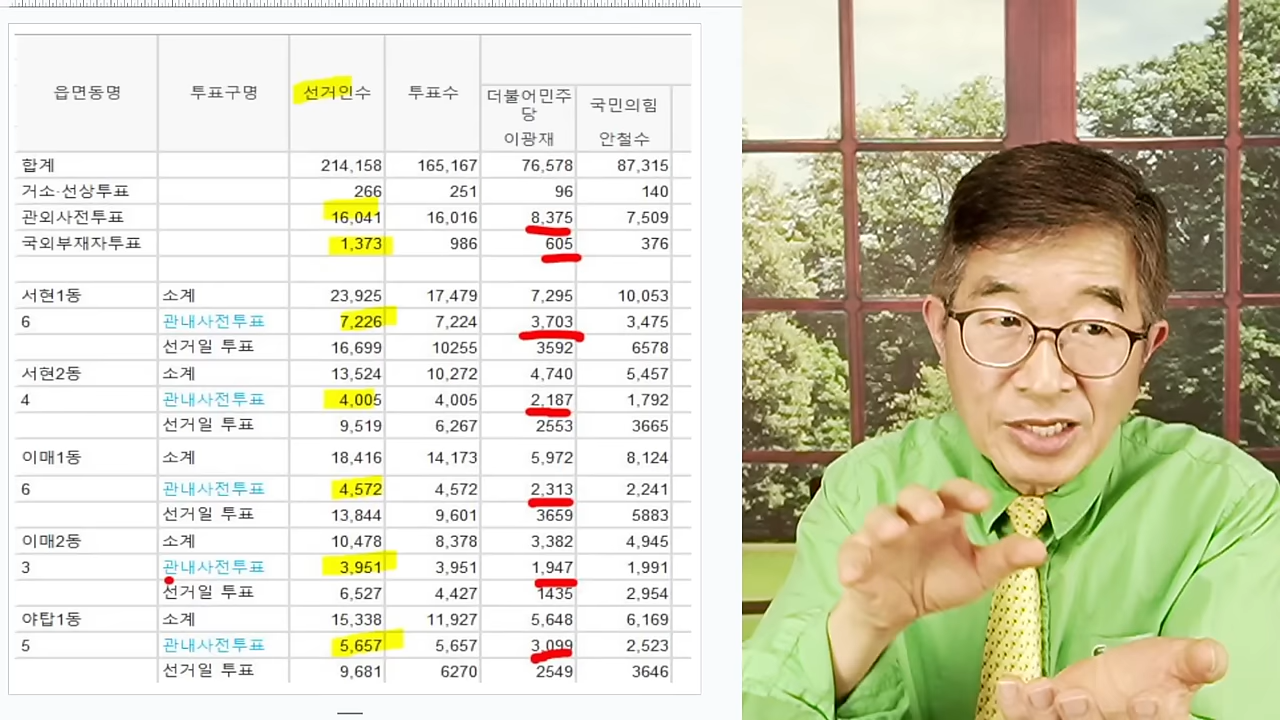 읍면동명 투표구명 선거인수 투표수 더불어민주당 이광재 국민의힘 안철수
합계 214,158 165,167 76,578 87,315
거소·선상투표 266 251 96 140
관외사전투표 16,041 16,016 8,375 7,509
국외부재자투표 1,373 986 605 376
서현1동 소계 23,925 17,479 7,295 10,053
6 관내사전투표 7,226 7,224 3,703 3,475
선거일 투표 16,699 10255 3592 6578
서현2동 소계 13,524 10,272 4,740 5,457
4 관내사전투표 4,005 4,005 2,187 1,792
선거일 투표 9,519 6,267 2553 3665
이매1동 소계 18,416 14,173 5,972 8,124
6 관내사전투표 4,572 4,572 2,313 2,241
선거일 투표 13,844 9,601 3659 5883
이매2동 소계 10,478 8,378 3,382 4,945
3 관내사전투표 3,951 3,951 1,947 1,991
선거일 투표 6,527 4,427 1435 2,954
야탑1동 소계 15,338 11,927 5,648 6,169
5 관내사전투표 5,657 5,657 3,099 2,523
선거일 투표 9,681 6270 2549 3646